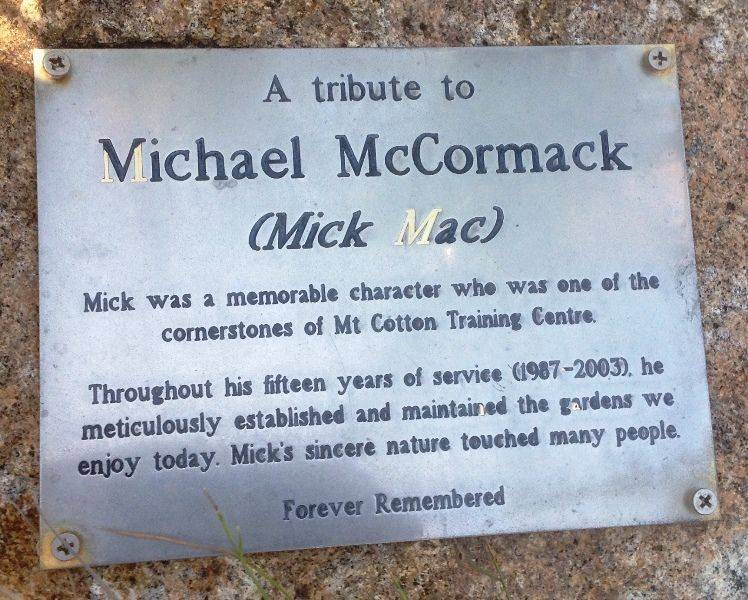 A tribute to
Michael McCormack
(Mick Mac)
Mick was a memorable character who was one of the
cornerstones of Mt Cotton Training Centre.
Throughout his fifteen years of service (1987-2003), he
meticulously established and maintained the gardens we
enjoy today. Mick's sincere nature touched many people.
Forever Remembered